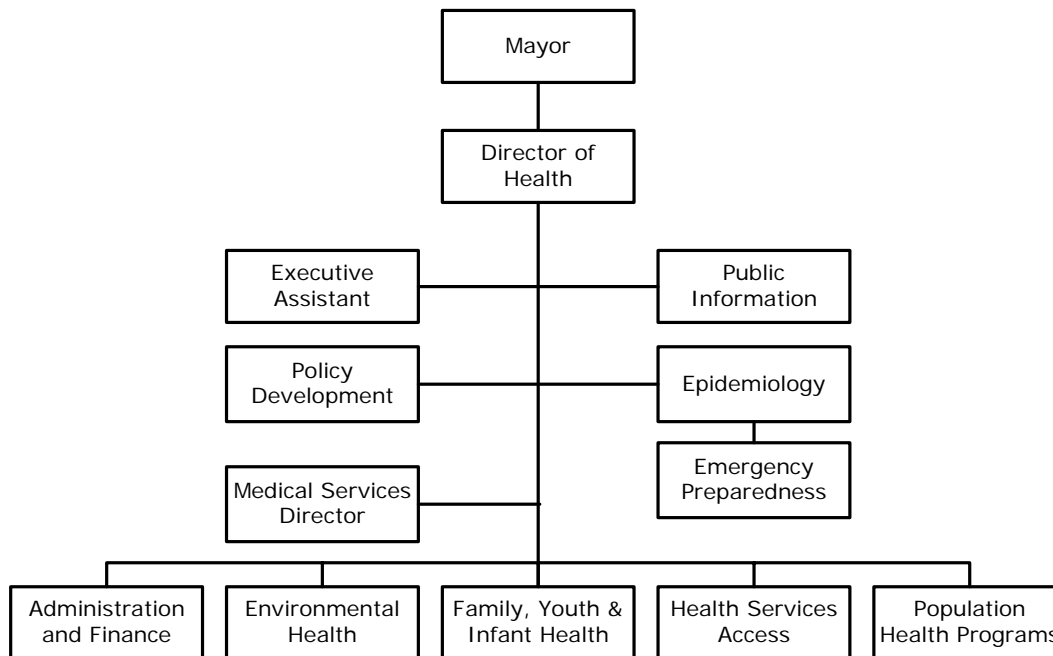 Mayor
Director of
Health
Executive
Assistant
Public
Information
Policy
Development
Epidemiology
Emergency
Preparedness
Medical Services
Director
Administration
and Finance
Environmental
Health
Family, Youth &
Infant Health
Health Services
Access
Population
Health Programs